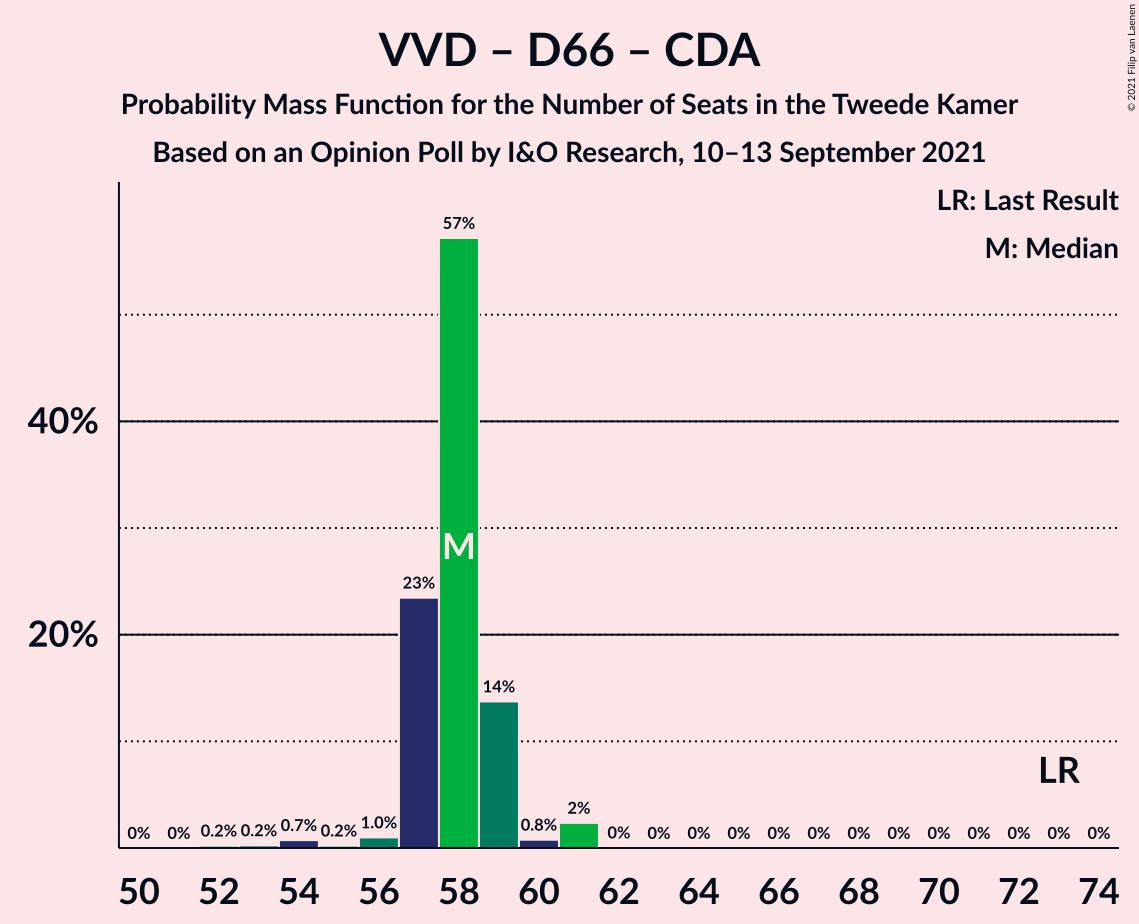 VVD – D66 – CDA
Probability Mass Function for the Number of Seats in the Tweede Kamer
Based on an Opinion Poll by I&O Research, 10–13 September 2021
© 2021 Filip van Laenen
LR: Last Result
M: Median
40%
20%
0% 0% 0.2% 0.2% 0.7% 0.2% 1.0% 23% 57% 14% 0.8% 2% 0% 0% 0% 0% 0% 0% 0% 0% 0% 0% 0% 0% 0%
M
LR
50 52 54 56 58 60 62 64 66 68 70 72 74